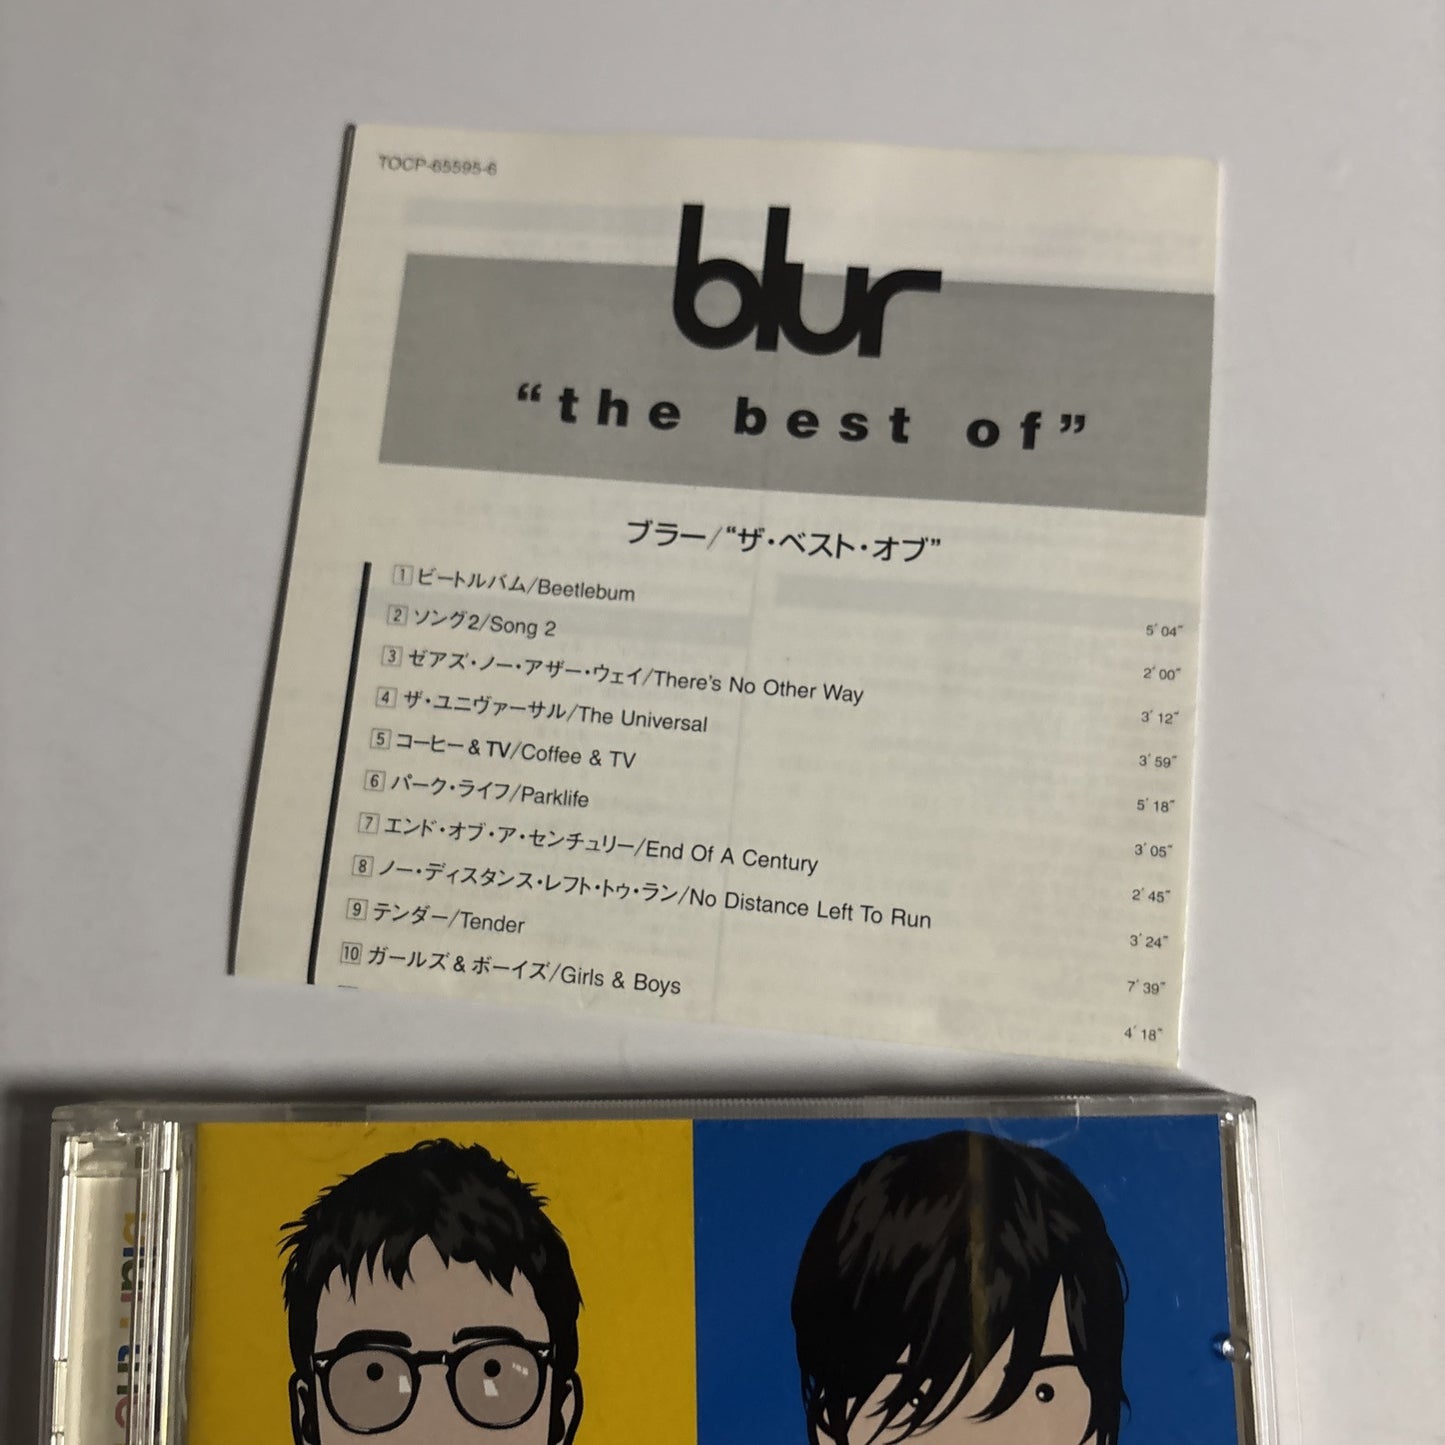 TOCP-65595-6
blur
“the best of”
ブラー/“ザ・ベスト・オブ”
1 ビートルバム/Beetlebum 5′04″
2 ソング2/Song 2 2′00″
3 ゼアズ・ノー・アザー・ウェイ/There's No Other Way 3′12″
4 ザ・ユニヴァーサル/The Universal 3′59″
5 コーヒー＆TV/Coffee & TV 5′18″
6 パーク・ライフ/Parklife 3′05″
7 エンド・オブ・ア・センチュリー/End Of A Century 2′45″
8 ノー・ディスタンス・レフト・トゥ・ラン/No Distance Left To Run 3′24″
9 テンダー/Tender 7′39″
10 ガールズ＆ボーイズ/Girls & Boys 4′18″
blur: the